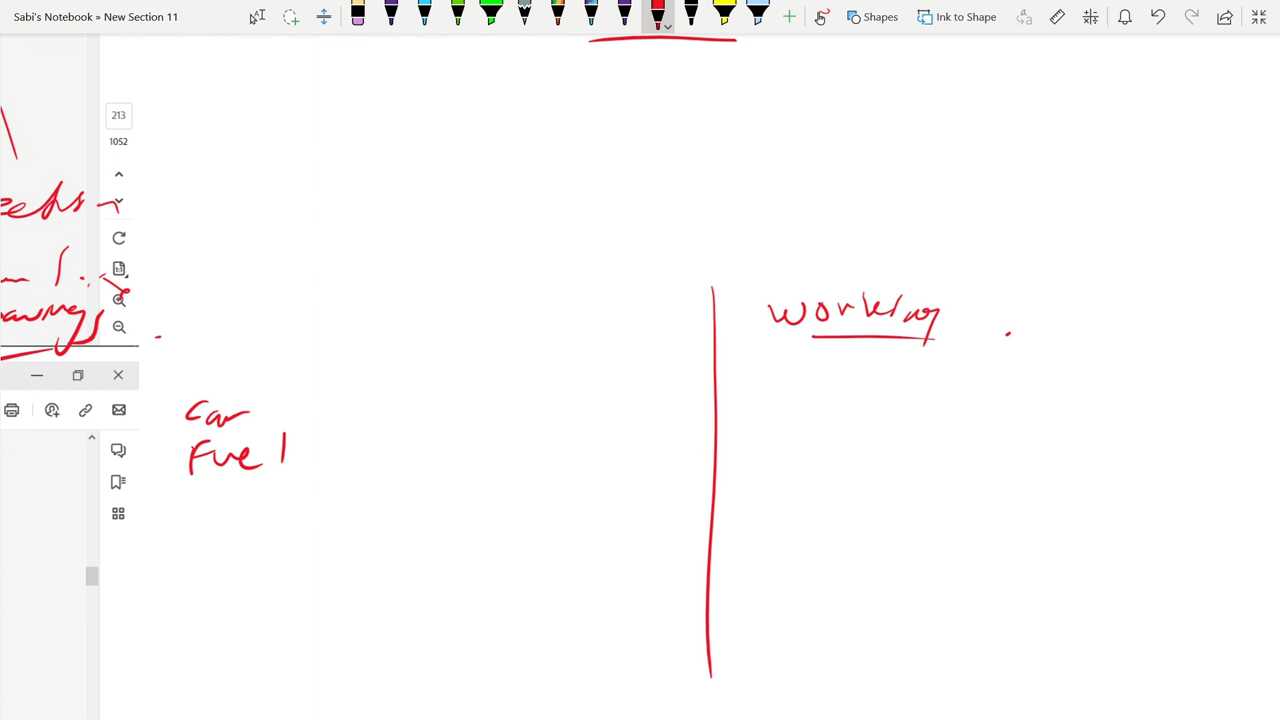 Sabi's Notebook » New Section 11
Shapes
Ink to Shape
213
1052
working
car
Fuel